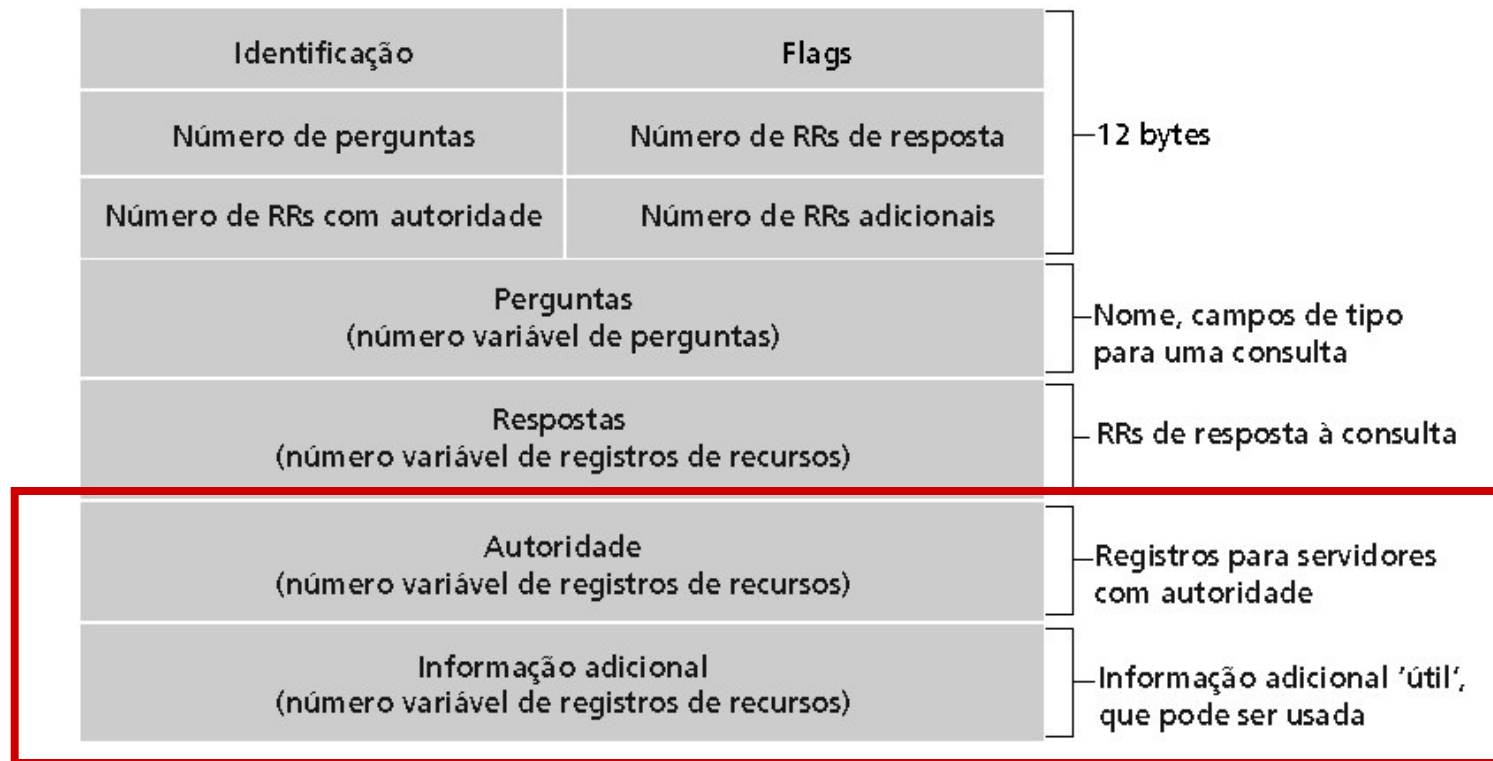 Identificação
Flags
Número de perguntas
Número de RRs de resposta
12 bytes
Número de RRs com autoridade
Número de RRs adicionais
Perguntas
(número variável de perguntas)
Nome, campos de tipo
para uma consulta
Respostas
(número variável de registros de recursos)
RRs de resposta à consulta
Autoridade
(número variável de registros de recursos)
Registros para servidores
com autoridade
Informação adicional
(número variável de registros de recursos)
Informação adicional ‘útil’,
que pode ser usada